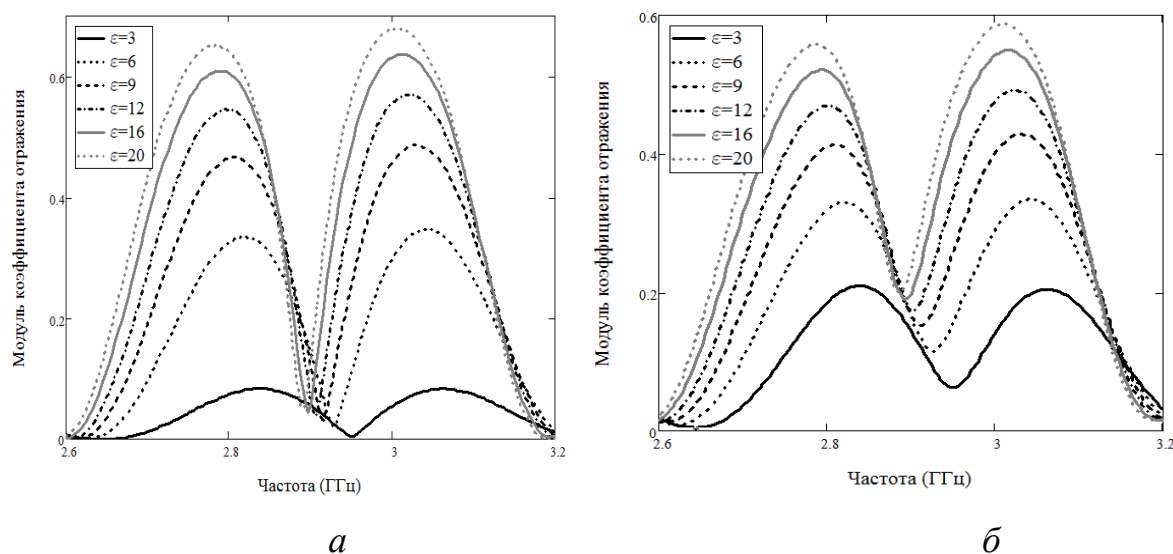 ε=3
ε=6
ε=9
ε=12
ε=16
ε=20
0.6
0.4
0.2
0
2.6
2.8
3
3.2
Модуль коэффициента отражения
Частота (ГГц)
а
ε=3
ε=6
ε=9
ε=12
ε=16
ε=20
0.6
0.4
0.2
0
2.6
2.8
3
3.2
Модуль коэффициента отражения
Частота (ГГц)
б